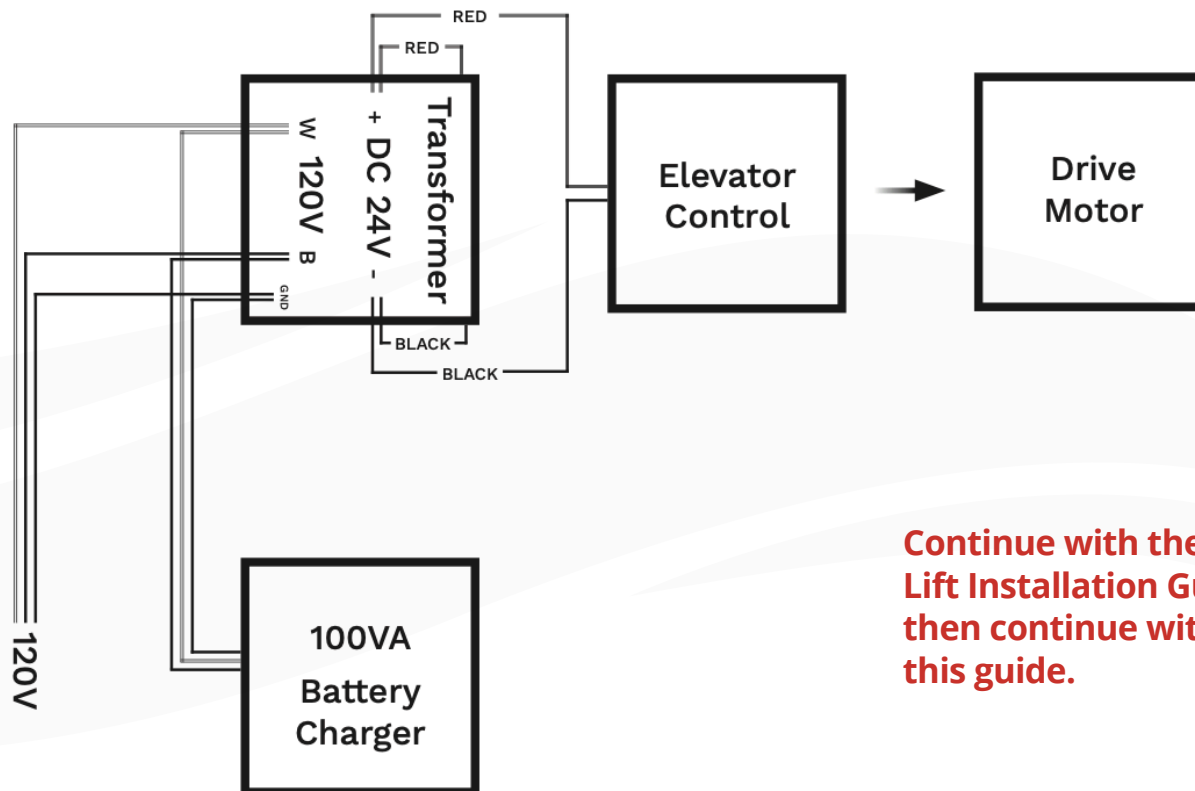 RED
RED
Transformer
+ DC 24V -
W 120V B
GND
BLACK
BLACK
Elevator
Control
Drive
Motor
120V
100VA
Battery
Charger
Continue with the
Lift Installation Gu
then continue wit
this guide.